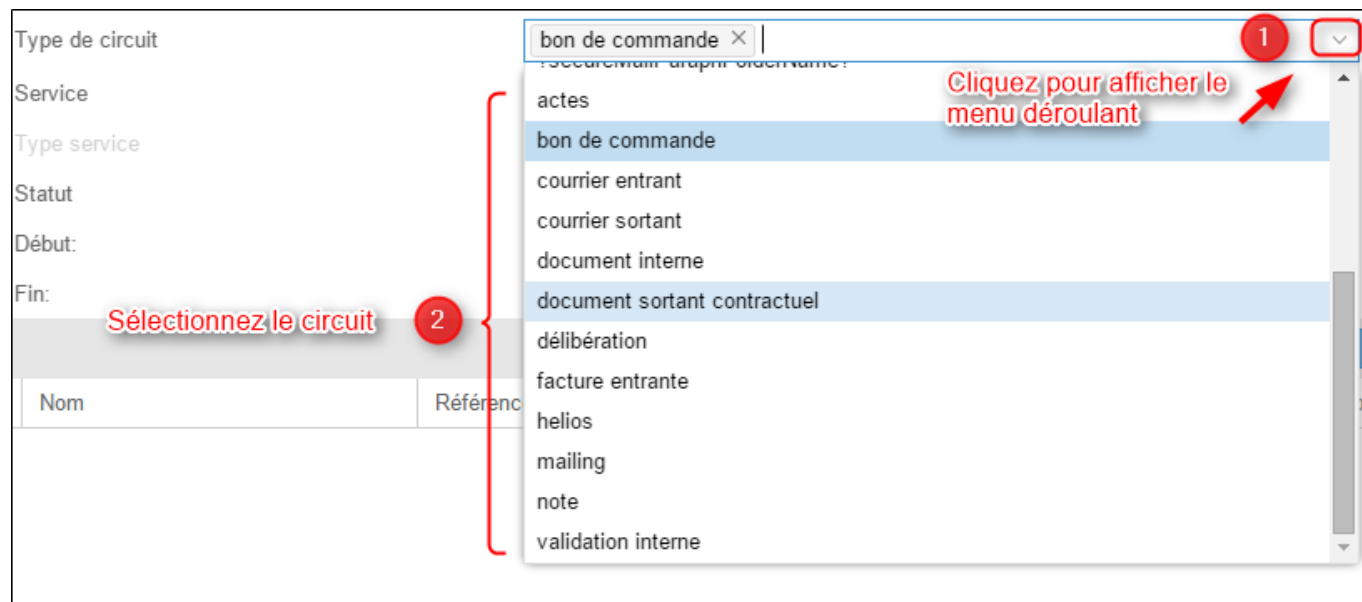 Type de circuit
bon de commande ×
1
Cliquez pour afficher le
menu déroulant
Service
Type service
Statut
Début:
Fin:
Sélectionnez le circuit
2
actes
bon de commande
courrier entrant
courrier sortant
document interne
document sortant contractuel
délibération
facture entrante
helios
mailing
note
validation interne
Nom
Référenc